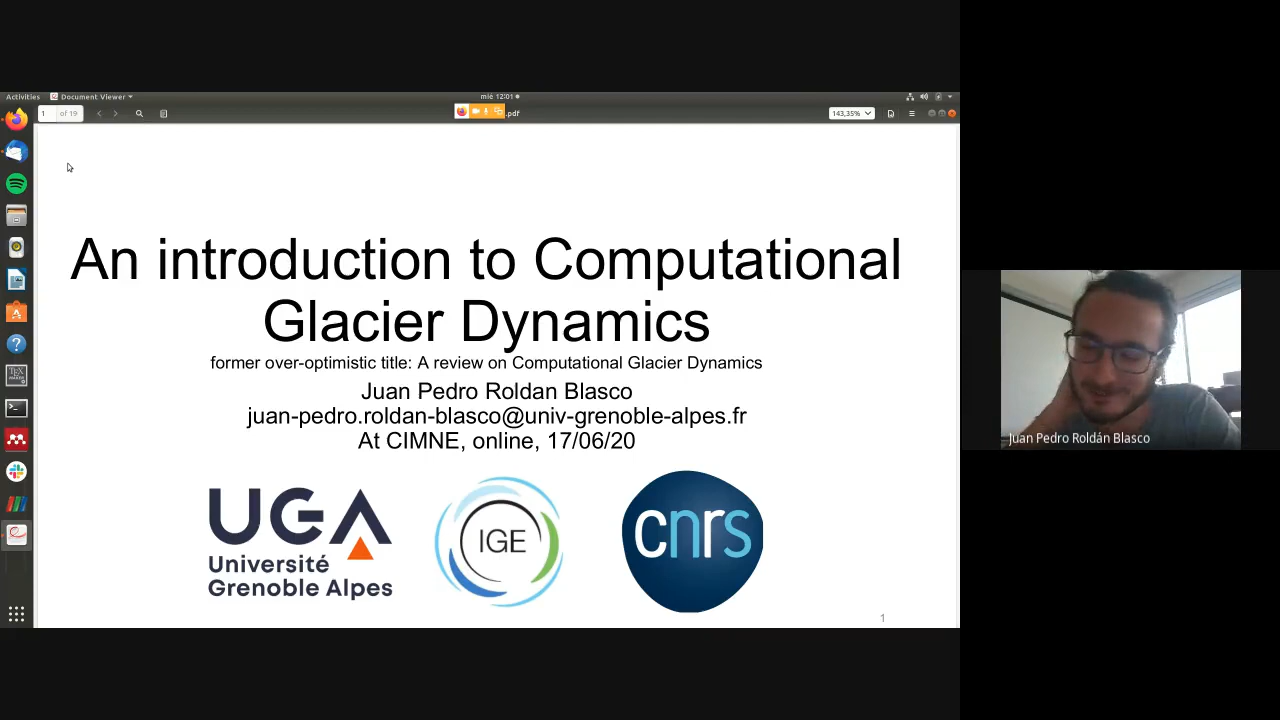 Activities
Document Viewer
mié 12:01
1 of 19
.pdf
143,35%
An introduction to Computational
Glacier Dynamics
former over-optimistic title: A review on Computational Glacier Dynamics
Juan Pedro Roldan Blasco
juan-pedro.roldan-blasco@univ-grenoble-alpes.fr
At CIMNE, online, 17/06/20
UGA
Université
Grenoble Alpes
IGE
cnrs
1
Juan Pedro Roldán Blasco